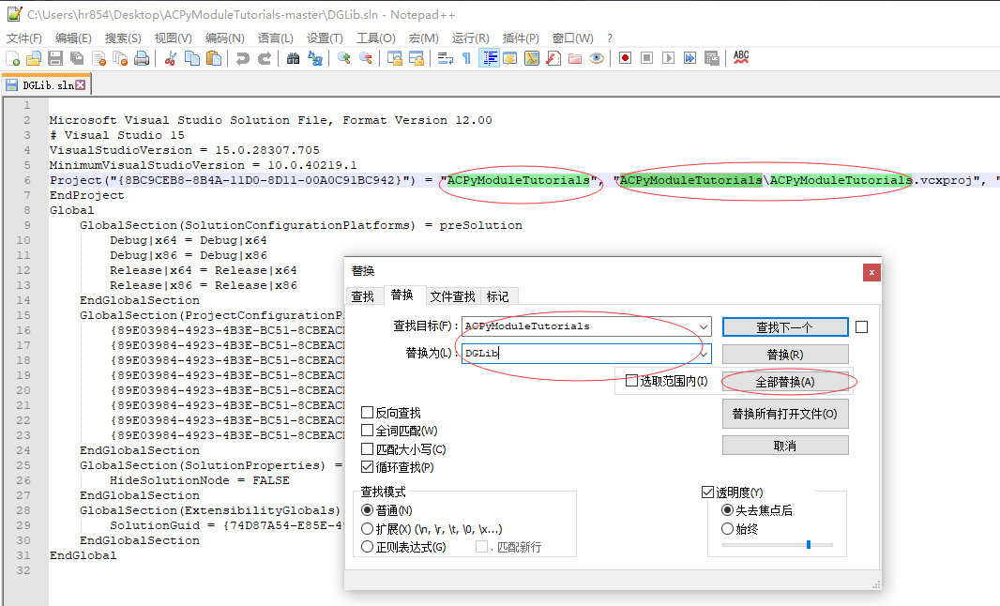 C:\Users\hr854\Desktop\ACPyModuleTutorials-master\DGLib.sln - Notepad++
文件(F) 编辑(E) 搜索(S) 视图(V) 编码(N) 语言(L) 设置(T) 工具(O) 宏(M) 运行(R) 插件(P) 窗口(W) ?
ABC
DGLib.sln
1
2 Microsoft Visual Studio Solution File, Format Version 12.00
3 # Visual Studio 15
4 VisualStudioVersion = 15.0.28307.705
5 MinimumVisualStudioVersion = 10.0.40219.1
6 Project("{8BC9CEB8-8B4A-11D0-8D11-00A0C91BC942}") = "ACPyModuleTutorials", "ACPyModuleTutorials\ACPyModuleTutorials.vcxproj", "
7 EndProject
8 Global
9 GlobalSection(SolutionConfigurationPlatforms) = preSolution
10 Debug|x64 = Debug|x64
11 Debug|x86 = Debug|x86
12 Release|x64 = Release|x64
13 Release|x86 = Release|x86
14 EndGlobalSection
15 GlobalSection(ProjectConfigurationP
16 {89E03984-4923-4B3E-BC51-8CBEAC
17 {89E03984-4923-4B3E-BC51-8CBEAC
18 {89E03984-4923-4B3E-BC51-8CBEAC
19 {89E03984-4923-4B3E-BC51-8CBEAC
20 {89E03984-4923-4B3E-BC51-8CBEAC
21 {89E03984-4923-4B3E-BC51-8CBEAC
22 {89E03984-4923-4B3E-BC51-8CBEAC
23 {89E03984-4923-4B3E-BC51-8CBEAC
24 EndGlobalSection
25 GlobalSection(SolutionProperties) =
26 HideSolutionNode = FALSE
27 EndGlobalSection
28 GlobalSection(ExtensibilityGlobals)
29 SolutionGuid = {74D87A54-E85E-4
30 EndGlobalSection
31 EndGlobal
32
替换
x
查找 替换 文件查找 标记
查找目标(F) : ACPyModuleTutorials 查找下一个
替换为(L) : DGLib 替换(R)
选取范围内(I) 全部替换(A)
替换所有打开文件(O)
取消
反向查找
全词匹配(W)
匹配大小写(C)
循环查找(P)
查找模式
普通(N)
扩展(X) (\n, \r, \t, \0, \x...)
正则表达式(G) . 匹配新行
透明度(Y)
失去焦点后
始终